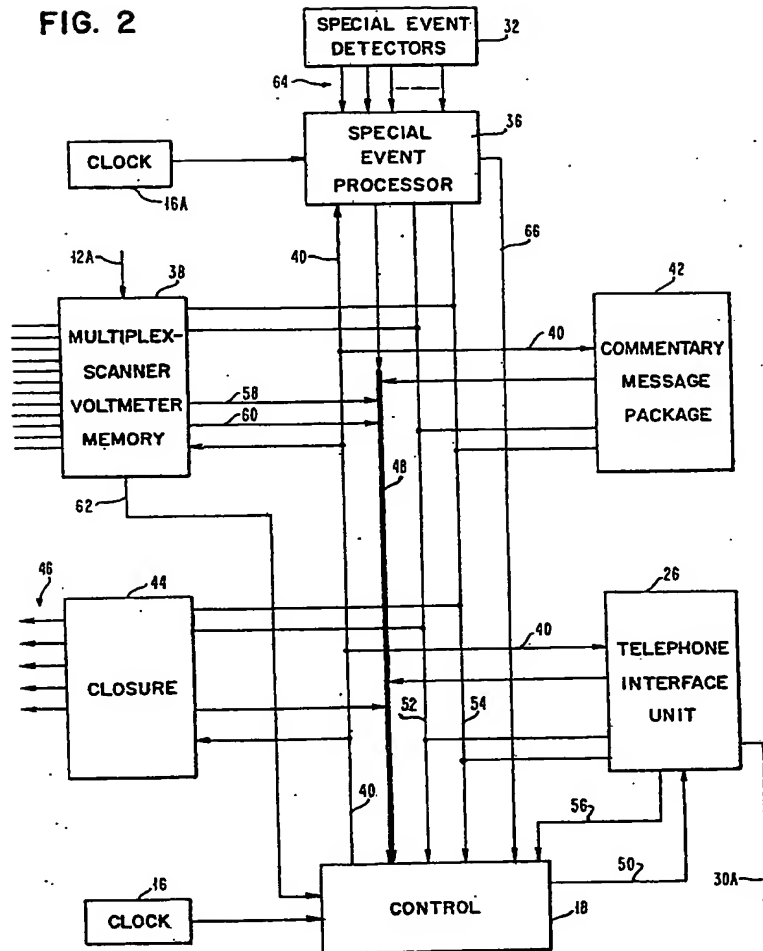 FIG. 2
SPECIAL EVENT
DETECTORS
32
64
36
SPECIAL
EVENT
PROCESSOR
CLOCK
16A
66
12A
38
40
42
MULTIPLEX-
SCANNER
VOLTMETER
MEMORY
58
60
40
COMMENTARY
MESSAGE
PACKAGE
48
62
46
44
26
CLOSURE
40
TELEPHONE
INTERFACE
UNIT
52
54
40
56
50
30A
16
CLOCK
CONTROL
18